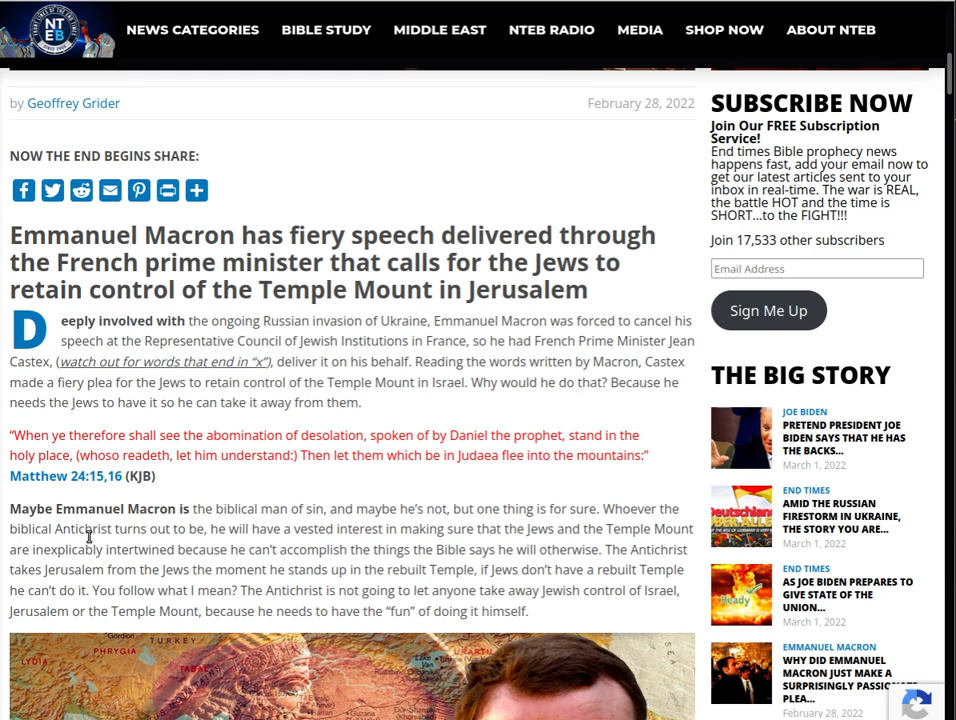 FRONT LINES OF THE END TIMES
NT
EB
SINCE 2009
NEWS CATEGORIES BIBLE STUDY MIDDLE EAST NTEB RADIO MEDIA SHOP NOW ABOUT NTEB
by Geoffrey Grider February 28, 2022
NOW THE END BEGINS SHARE:
Emmanuel Macron has fiery speech delivered through
the French prime minister that calls for the Jews to
retain control of the Temple Mount in Jerusalem
Deeply involved with the ongoing Russian invasion of Ukraine, Emmanuel Macron was forced to cancel his
speech at the Representative Council of Jewish Institutions in France, so he had French Prime Minister Jean
Castex, (watch out for words that end in “x”), deliver it on his behalf. Reading the words written by Macron, Castex
made a fiery plea for the Jews to retain control of the Temple Mount in Israel. Why would he do that? Because he
needs the Jews to have it so he can take it away from them.
“When ye therefore shall see the abomination of desolation, spoken of by Daniel the prophet, stand in the
holy place, (whoso readeth, let him understand:) Then let them which be in Judaea flee into the mountains:”
Matthew 24:15,16 (KJB)
Maybe Emmanuel Macron is the biblical man of sin, and maybe he’s not, but one thing is for sure. Whoever the
biblical Antichrist turns out to be, he will have a vested interest in making sure that the Jews and the Temple Mount
are inexplicably intertwined because he can’t accomplish the things the Bible says he will otherwise. The Antichrist
takes Jerusalem from the Jews the moment he stands up in the rebuilt Temple, if Jews don’t have a rebuilt Temple
he can’t do it. You follow what I mean? The Antichrist is not going to let anyone take away Jewish control of Israel,
Jerusalem or the Temple Mount, because he needs to have the “fun” of doing it himself.
Gordion
TURKEY
PHRYGIA
LYDIA
TABAL
Lake
Van
URARTU
SEA
SUBSCRIBE NOW
Join Our FREE Subscription
Service!
End times Bible prophecy news
happens fast, add your email now to
get our latest articles sent to your
inbox in real-time. The war is REAL,
the battle HOT and the time is
SHORT...to the FIGHT!!!
Join 17,533 other subscribers
Email Address
Sign Me Up
THE BIG STORY
JOE BIDEN
PRETEND PRESIDENT JOE
BIDEN SAYS THAT HE HAS
THE BACKS...
March 1, 2022
END TIMES
AMID THE RUSSIAN
FIRESTORM IN UKRAINE,
THE STORY YOU ARE...
March 1, 2022
END TIMES
AS JOE BIDEN PREPARES TO
GIVE STATE OF THE
UNION...
March 1, 2022
Ready
EMMANUEL MACRON
WHY DID EMMANUEL
MACRON JUST MAKE A
SURPRISINGLY PASSIONATE
PLEA...
February 28, 2022